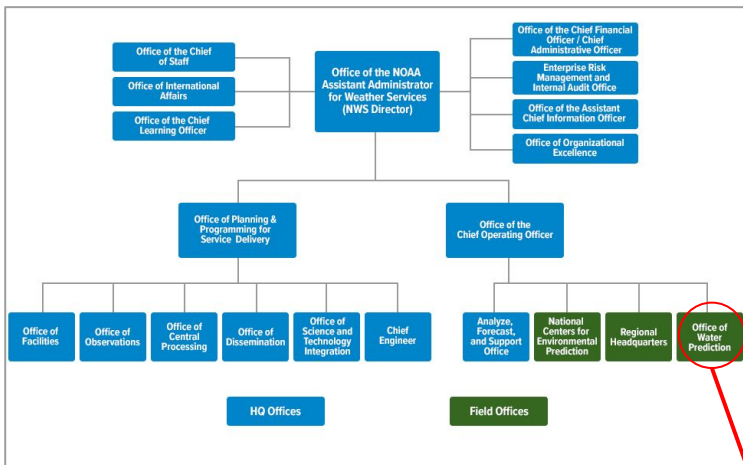 Office of the Chief
of Staff
Office of International
Affairs
Office of the Chief
Learning Officer
Office of the NOAA
Assistant Administrator
for Weather Services
(NWS Director)
Office of the Chief Financial
Officer / Chief
Administrative Officer
Enterprise Risk
Management and
Internal Audit Office
Office of the Assistant
Chief Information Officer
Office of Organizational
Excellence
Office of Planning &
Programming for
Service Delivery
Office of the
Chief Operating Officer
Office of
Facilities
Office of
Observations
Office of
Central
Processing
Office of
Dissemination
Office of
Science and
Technology
Integration
Chief
Engineer
Analyze,
Forecast,
and Support
Office
National
Centers for
Environmental
Prediction
Regional
Headquarters
Office of
Water
Prediction
HQ Offices
Field Offices